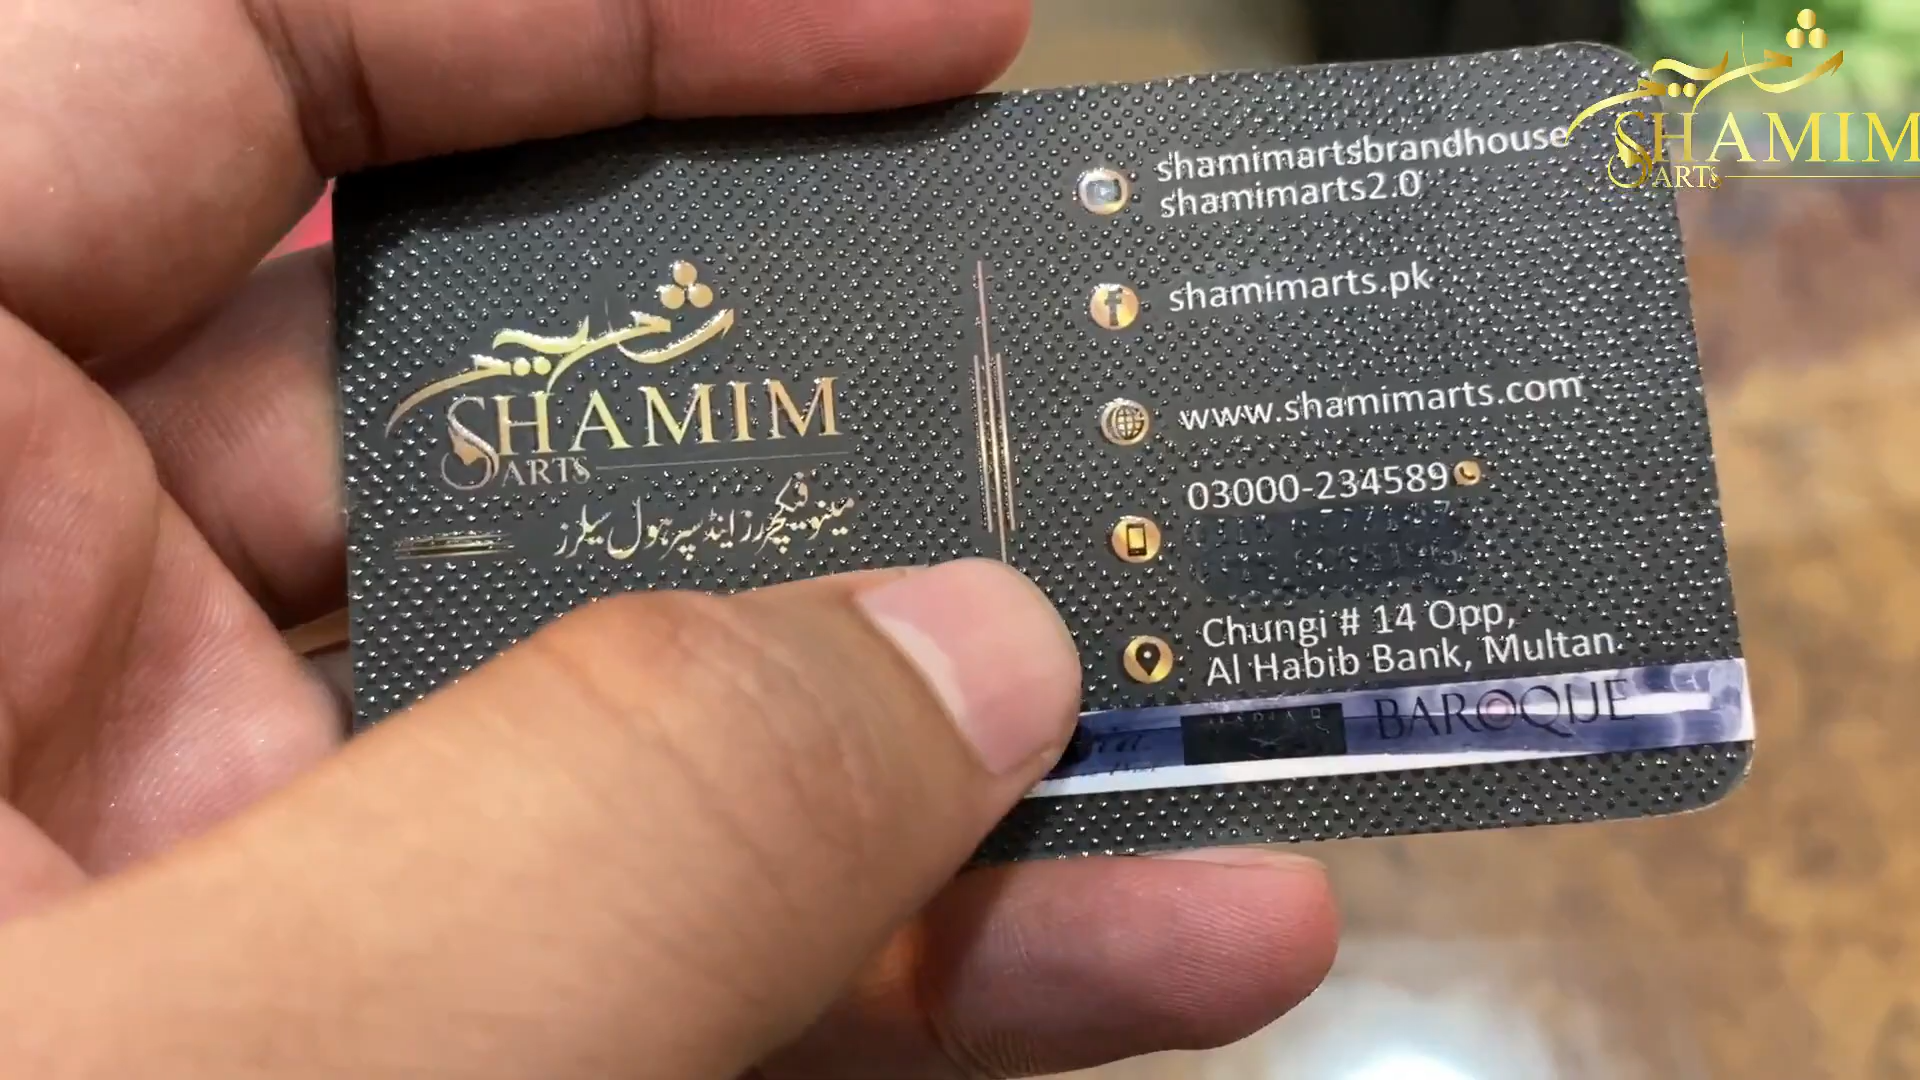 SHAMIM
ARTS
مینوفیکچررز اینڈ سپر ہول سیلرز
shamimartsbrandhouse
shamimarts2.0
shamimarts.pk
www.shamimarts.com
03000-234589
Chungi # 14 Opp,
Al Habib Bank, Multan.
BAROQUE
SHAMIM
ARTS